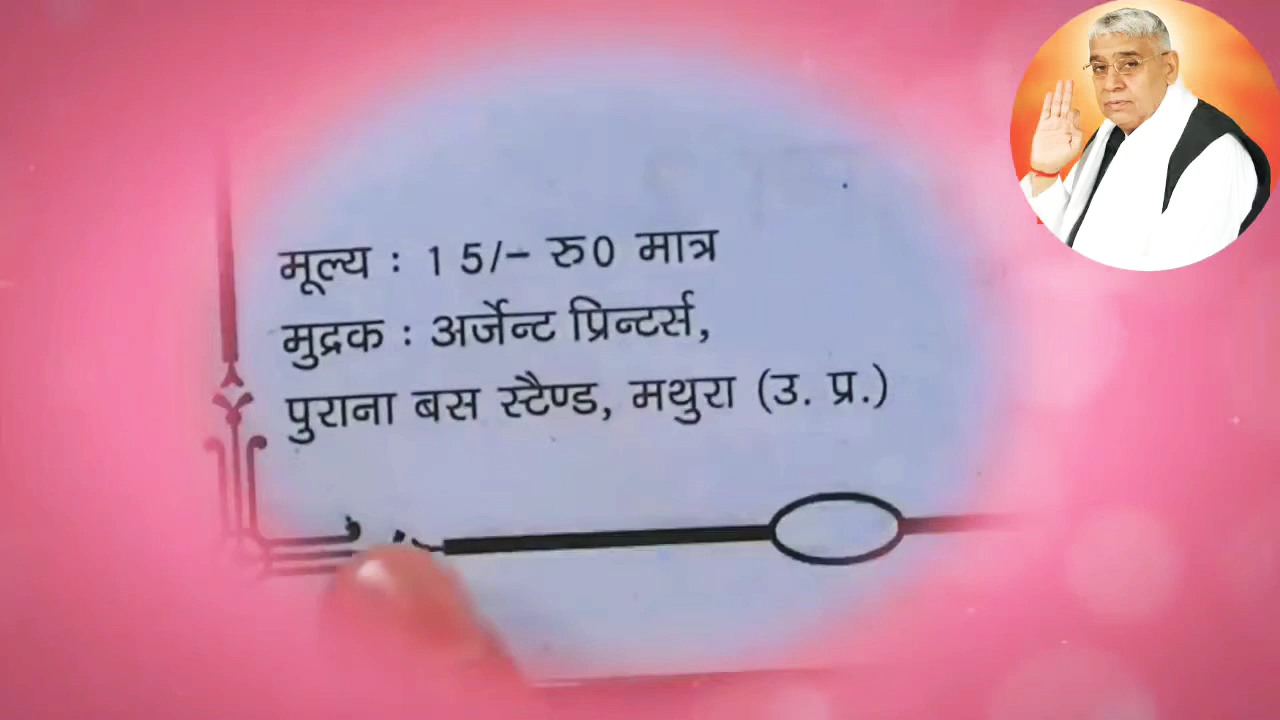 मूल्य : 15/- रु0 मात्र
मुद्रक : अर्जेन्ट प्रिन्टर्स,
पुराना बस स्टैण्ड, मथुरा (उ. प्र.)